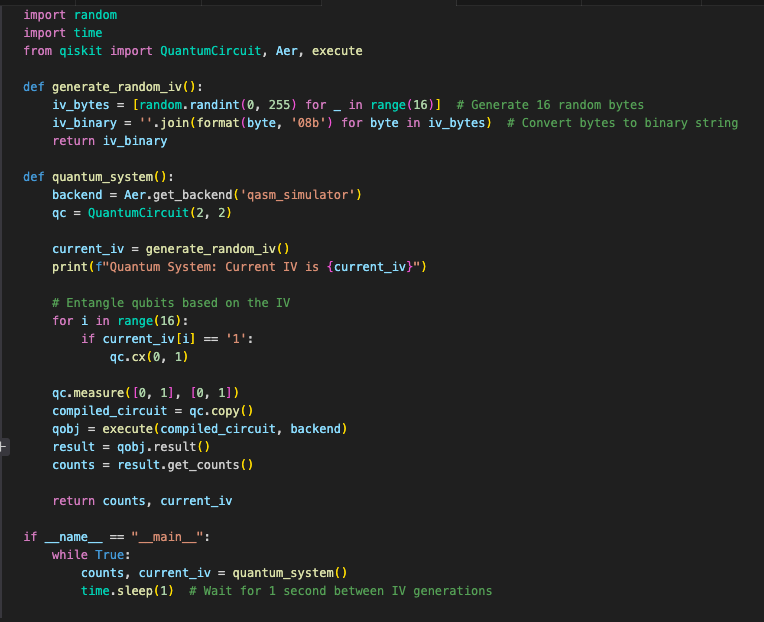 import random
import time
from qiskit import QuantumCircuit, Aer, execute

def generate_random_iv():
    iv_bytes = [random.randint(0, 255) for _ in range(16)]  # Generate 16 random bytes
    iv_binary = ''.join(format(byte, '08b') for byte in iv_bytes)  # Convert bytes to binary string
    return iv_binary

def quantum_system():
    backend = Aer.get_backend('qasm_simulator')
    qc = QuantumCircuit(2, 2)

    current_iv = generate_random_iv()
    print(f"Quantum System: Current IV is {current_iv}")

    # Entangle qubits based on the IV
    for i in range(16):
        if current_iv[i] == '1':
            qc.cx(0, 1)

    qc.measure([0, 1], [0, 1])
    compiled_circuit = qc.copy()
    qobj = execute(compiled_circuit, backend)
    result = qobj.result()
    counts = result.get_counts()

    return counts, current_iv

if __name__ == "__main__":
    while True:
        counts, current_iv = quantum_system()
        time.sleep(1)  # Wait for 1 second between IV generations